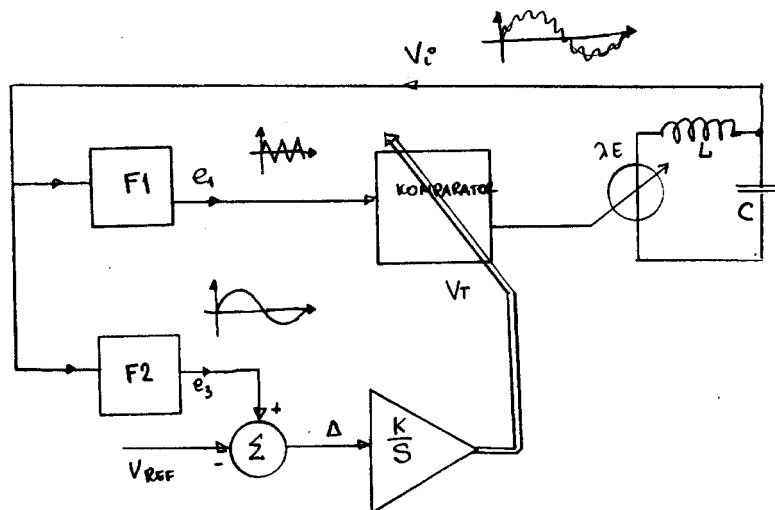 Vi
F1
e1
KOMPARATOR
λE
L
C
VT
F2
e3
+
Σ
-
VREF
Δ
K
S